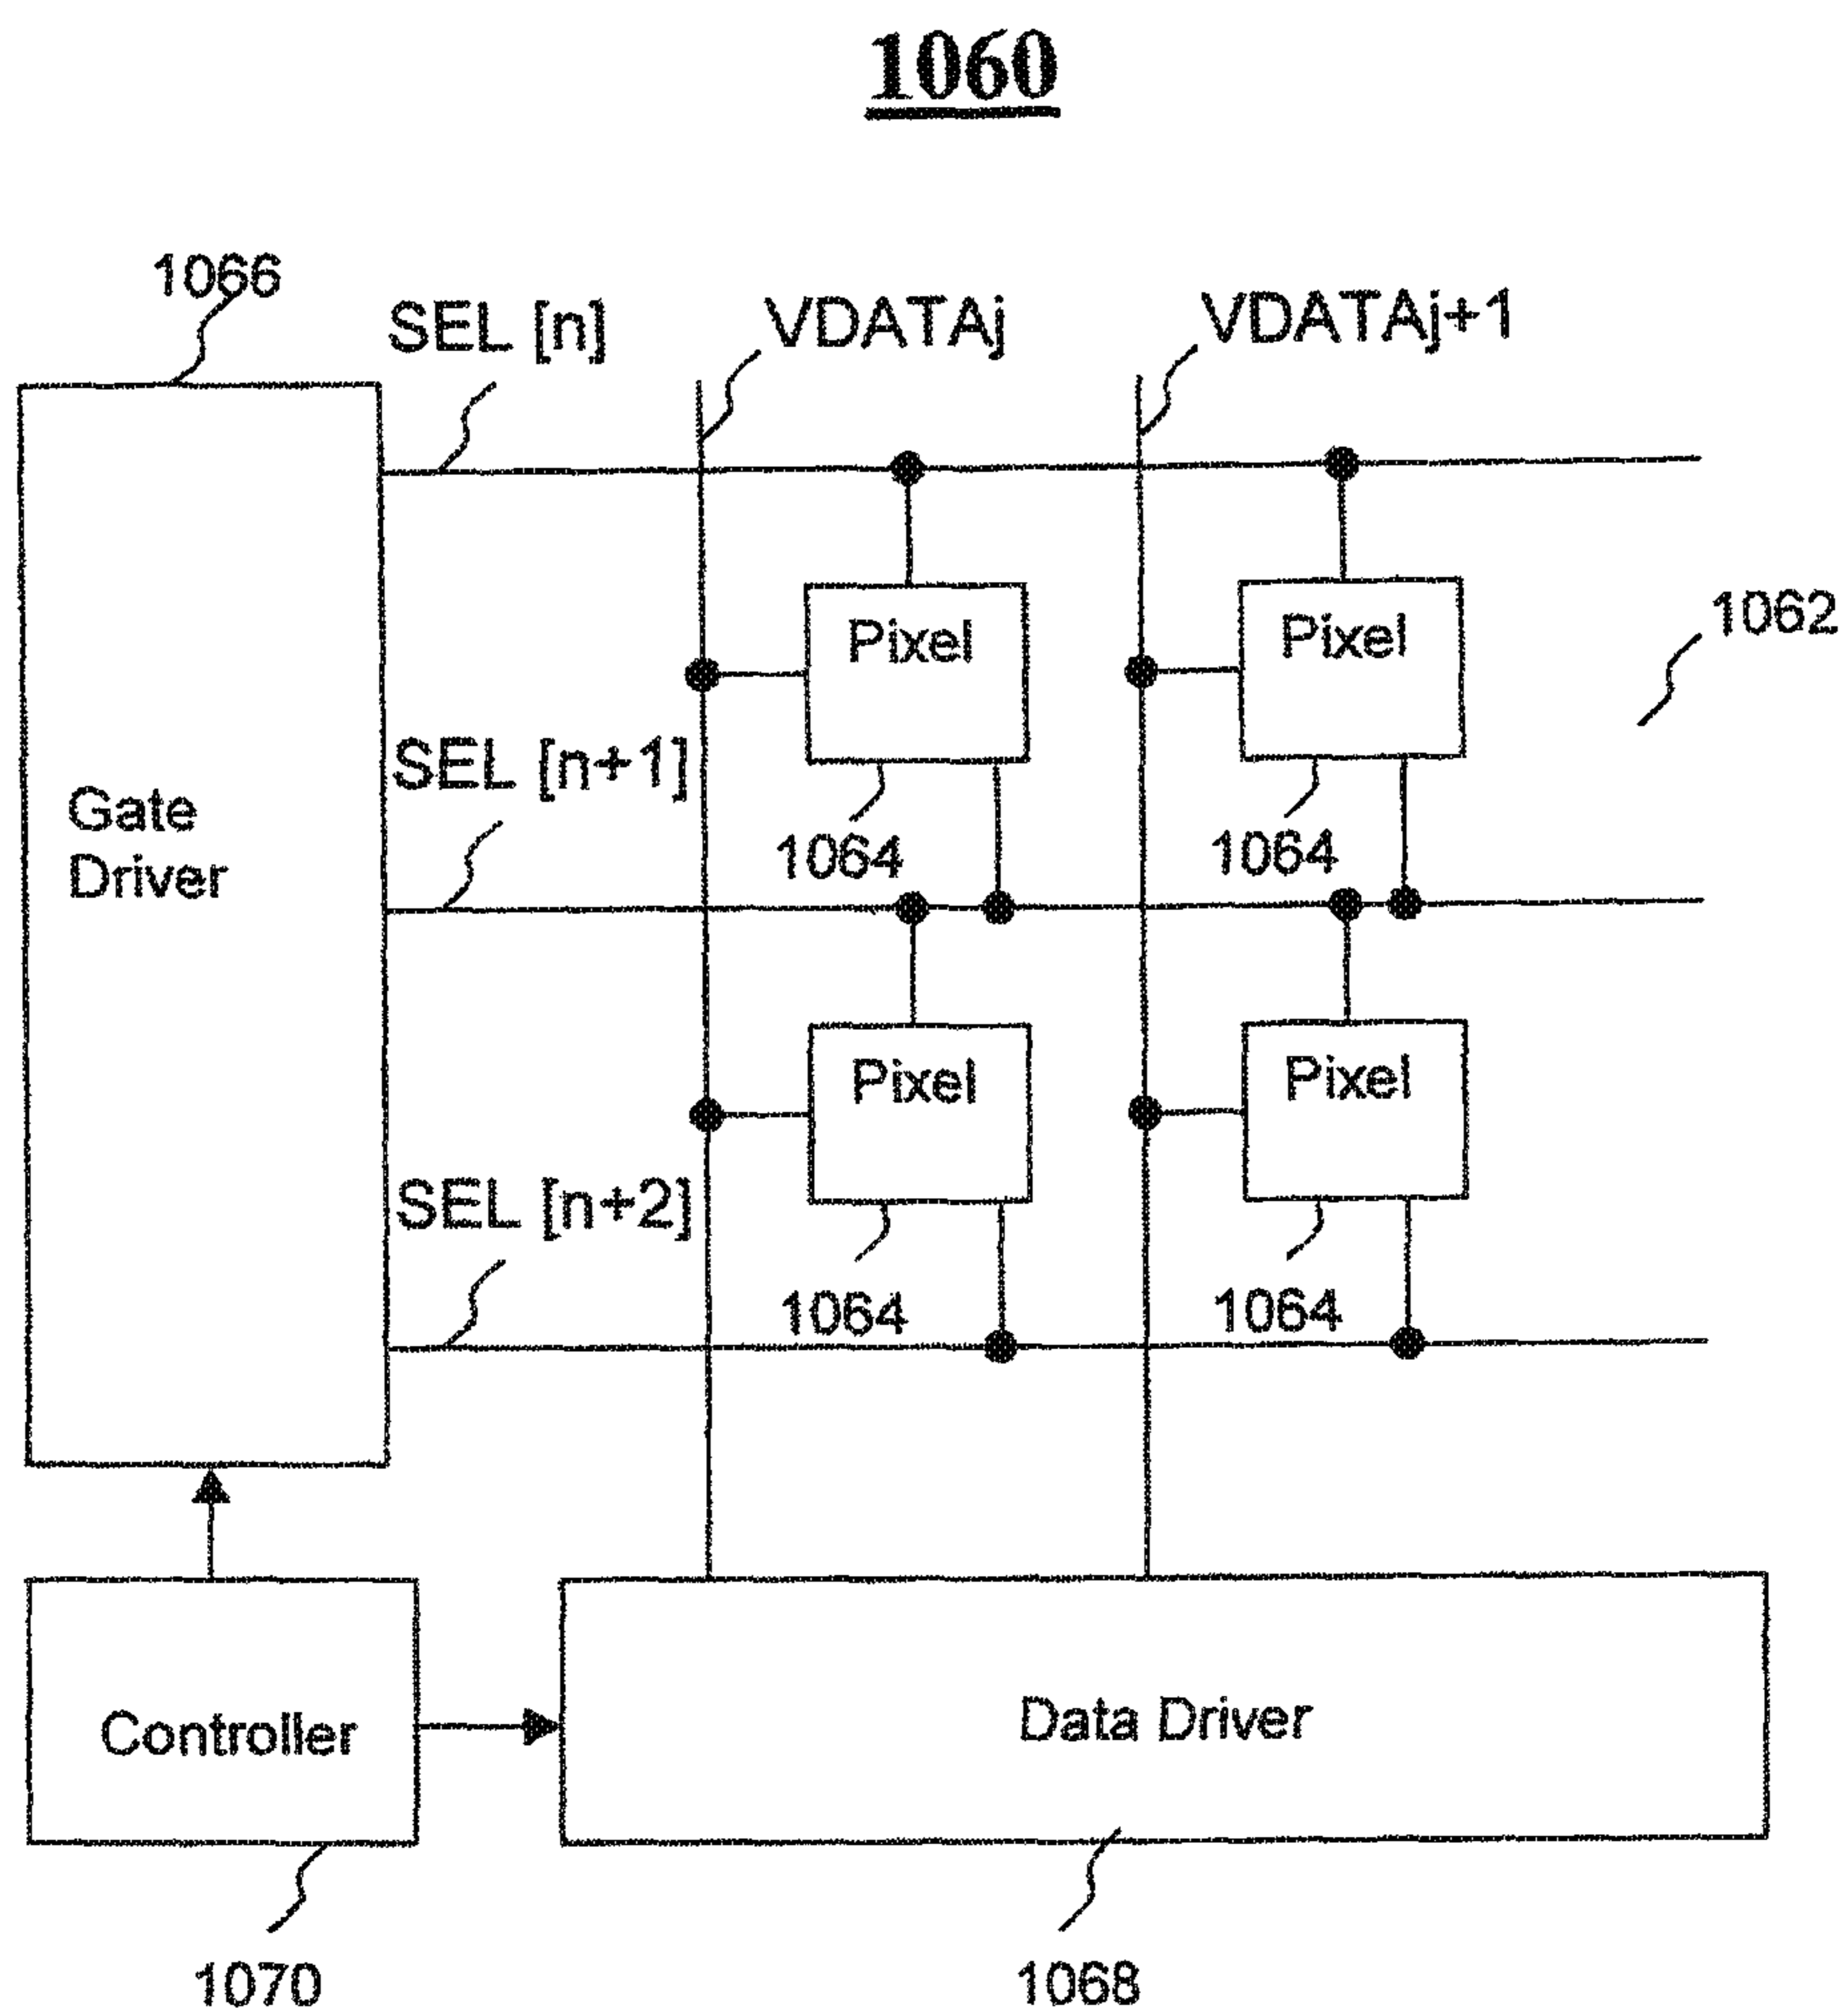 1060
1066
SEL [n]
VDATAj
VDATAj+1
Pixel
Pixel
1062
SEL [n+1]
Gate
Driver
1064
1064
Pixel
Pixel
SEL [n+2]
1064
1064
Controller
Data Driver
1070
1068